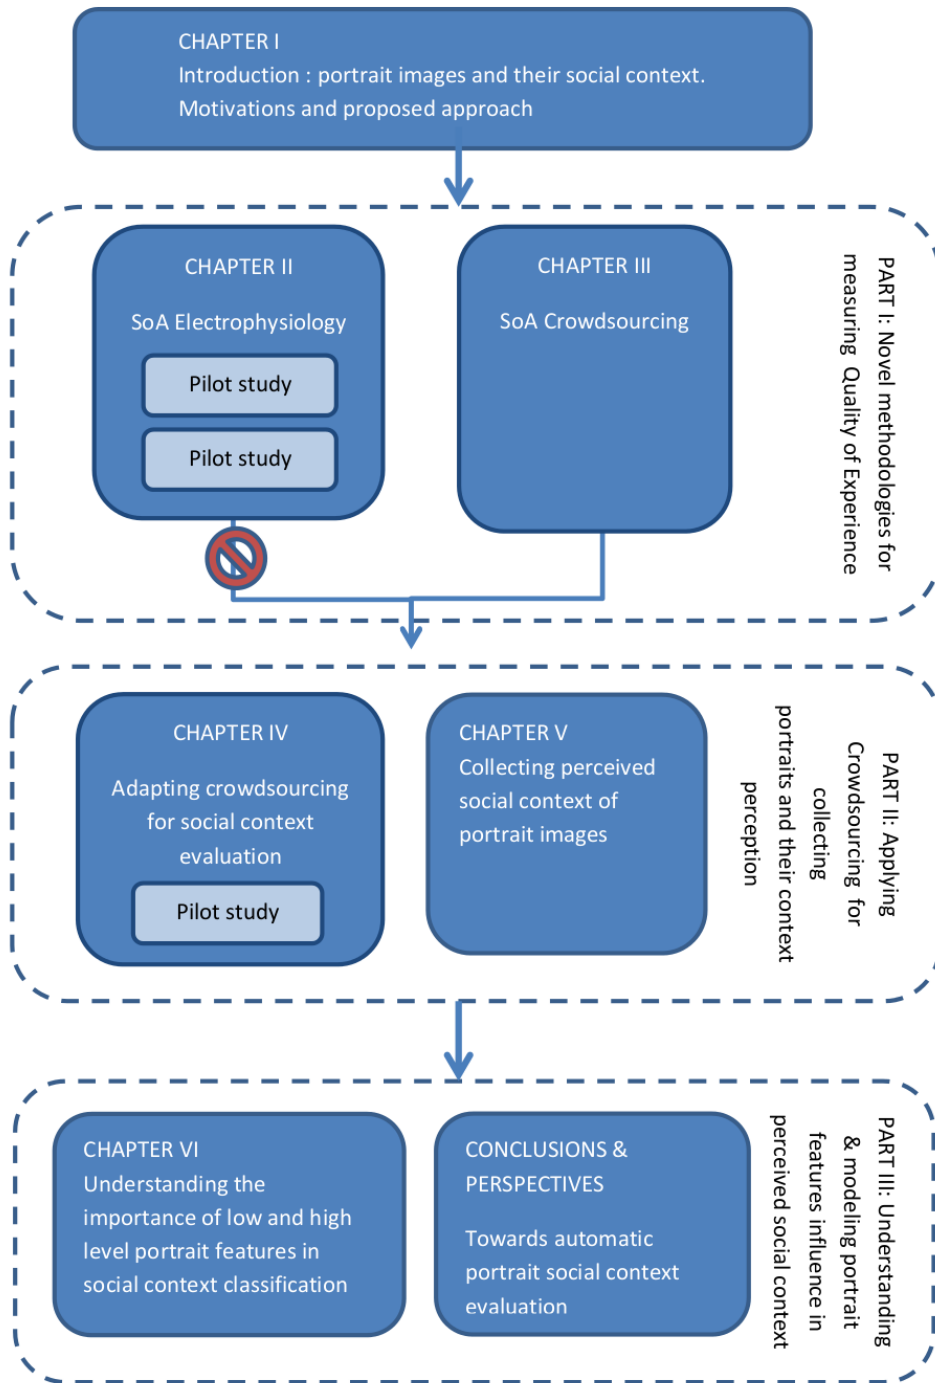 CHAPTER I
Introduction : portrait images and their social context.
Motivations and proposed approach
CHAPTER II
SoA Electrophysiology
Pilot study
Pilot study
CHAPTER III
SoA Crowdsourcing
PART I: Novel methodologies for
measuring Quality of Experience
CHAPTER IV
Adapting crowdsourcing
for social context
evaluation
Pilot study
CHAPTER V
Collecting perceived
social context of
portrait images
PART II: Applying
Crowdsourcing for
collecting
portraits and their context
perception
CHAPTER VI
Understanding the
importance of low and high
level portrait features in
social context classification
CONCLUSIONS &
PERSPECTIVES
Towards automatic
portrait social context
evaluation
PART III: Understanding
& modeling portrait
features influence in
perceived social context